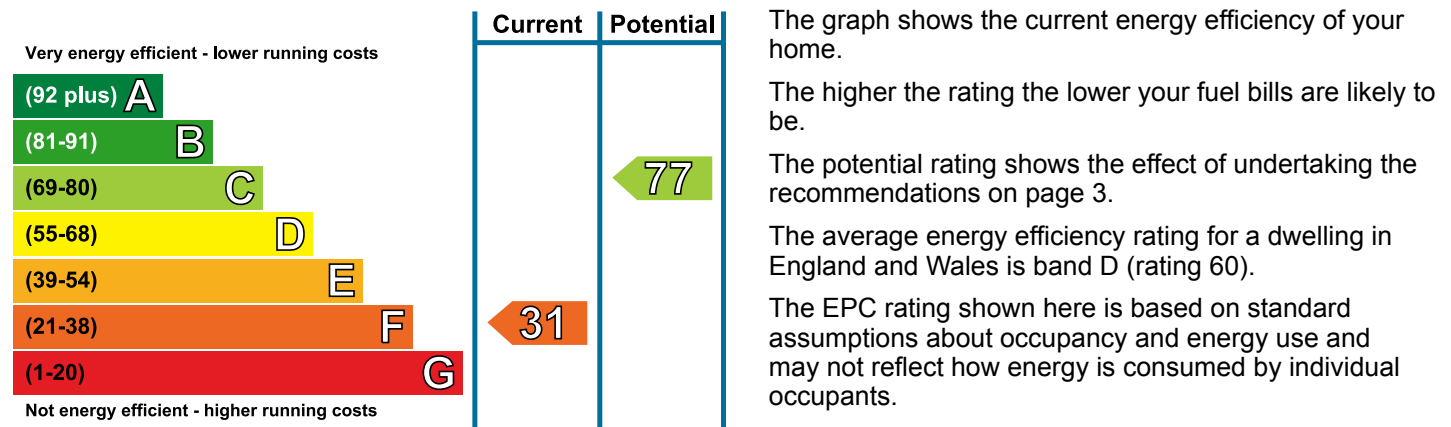 Current Potential
Very energy efficient - lower running costs
(92 plus) A
(81-91) B
(69-80) C
77
(55-68) D
(39-54) E
(21-38) F
31
(1-20) G
Not energy efficient - higher running costs
The graph shows the current energy efficiency of your
home.
The higher the rating the lower your fuel bills are likely to
be.
The potential rating shows the effect of undertaking the
recommendations on page 3.
The average energy efficiency rating for a dwelling in
England and Wales is band D (rating 60).
The EPC rating shown here is based on standard
assumptions about occupancy and energy use and
may not reflect how energy is consumed by individual
occupants.